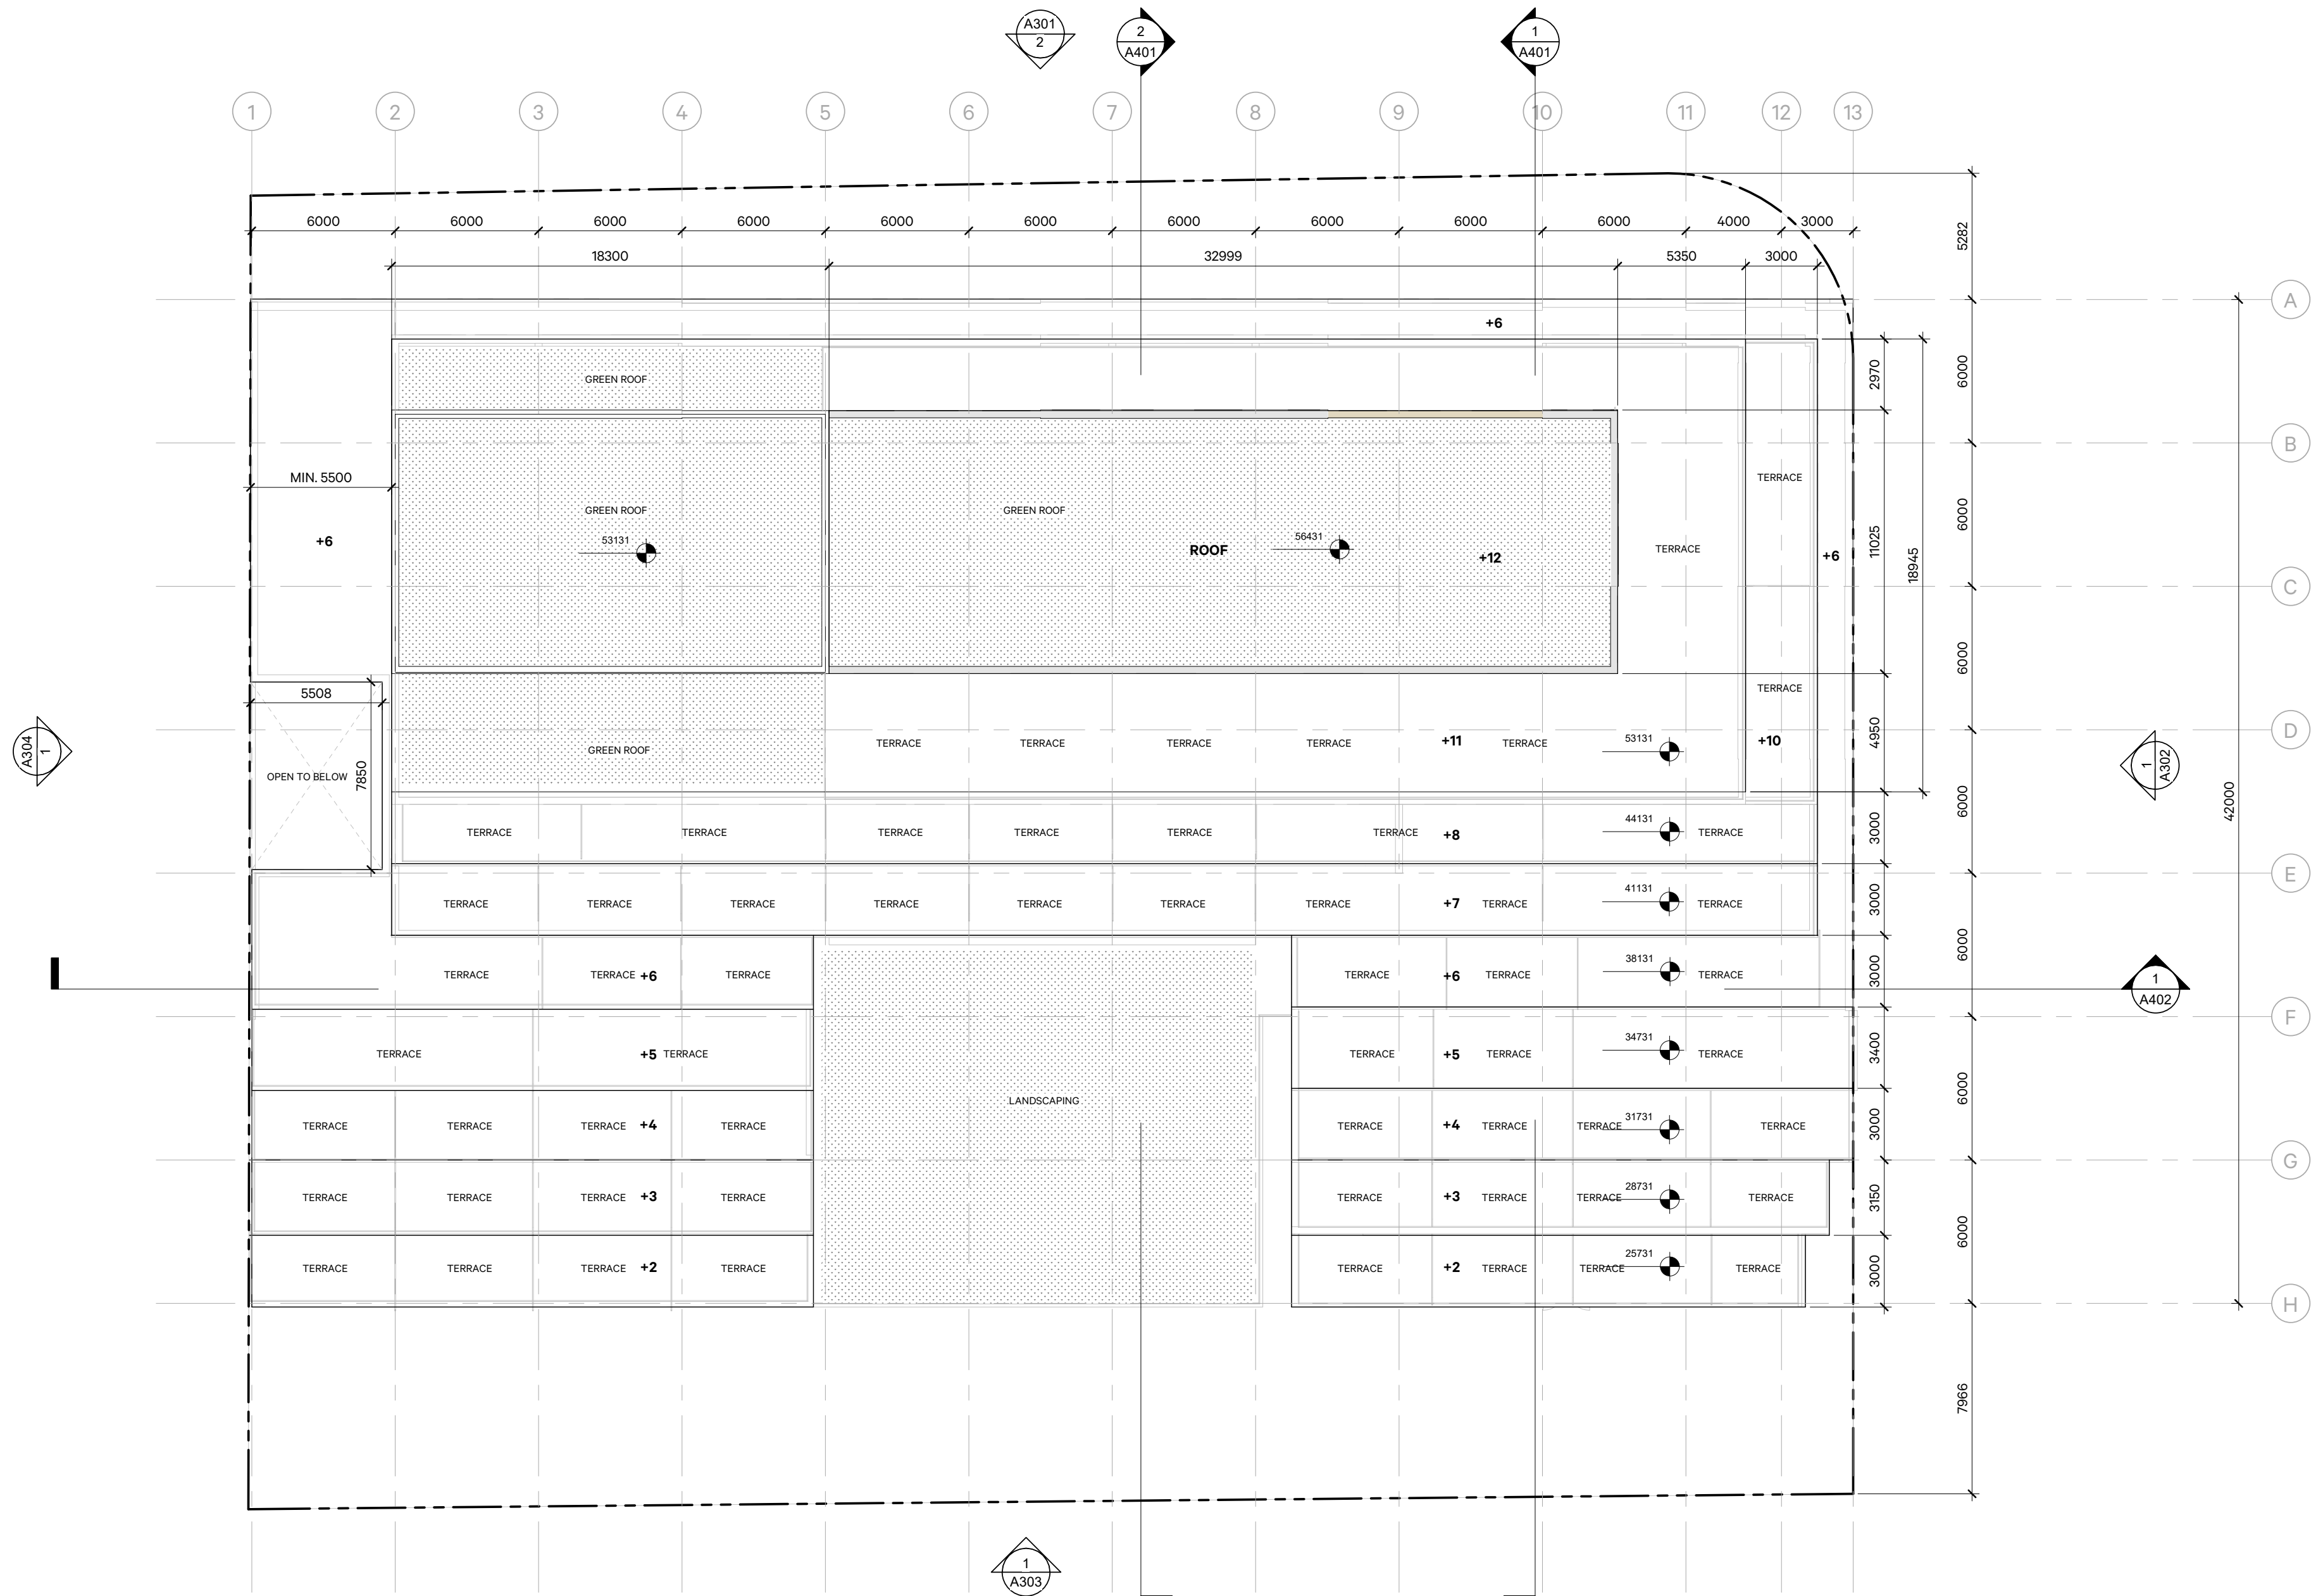 A301
2
2
A401
1
A401
1 2 3 4 5 6 7 8 9 10 11 12 13
6000 6000 6000 6000 6000 6000 6000 6000 6000 6000 4000 3000
5282
18300 32999 5350 3000
A
+6
2970
6000
GREEN ROOF
B
MIN. 5500
TERRACE
GREEN ROOF
GREEN ROOF
6000
53131
56431
+6
ROOF
+12
TERRACE
+6
11025
18945
C
6000
5508
TERRACE
D
A304
1
GREEN ROOF
TERRACE TERRACE TERRACE TERRACE +11 TERRACE
53131
+10
4950
1
A302
OPEN TO BELOW
7850
6000
42000
TERRACE TERRACE TERRACE TERRACE TERRACE TERRACE +8
44131
TERRACE
3000
E
TERRACE TERRACE TERRACE TERRACE TERRACE TERRACE TERRACE +7 TERRACE
41131
TERRACE
3000
6000
TERRACE TERRACE +6 TERRACE
TERRACE +6 TERRACE
38131
TERRACE
3000
1
A402
F
TERRACE +5 TERRACE
TERRACE +5 TERRACE
34731
TERRACE
3400
LANDSCAPING
6000
TERRACE TERRACE TERRACE +4 TERRACE
TERRACE +4 TERRACE TERRACE
31731
TERRACE
3000
G
TERRACE TERRACE TERRACE +3 TERRACE
TERRACE +3 TERRACE TERRACE
28731
TERRACE
3150
6000
TERRACE TERRACE TERRACE +2 TERRACE
TERRACE +2 TERRACE TERRACE
25731
TERRACE
3000
H
7966
1
A303